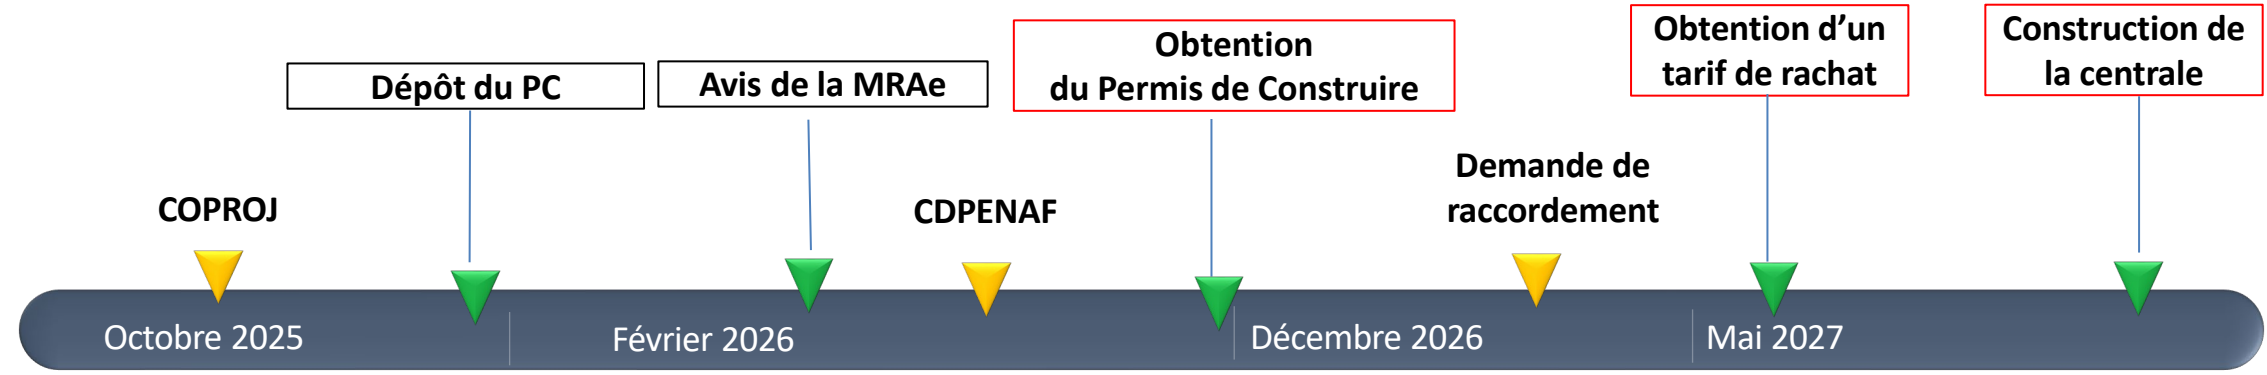 Dépôt du PC
Avis de la MRAe
Obtention
du Permis de Construire
Obtention d’un
tarif de rachat
Construction de
la centrale
COPROJ
CDPENAF
Demande de
raccordement
Octobre 2025
Février 2026
Décembre 2026
Mai 2027